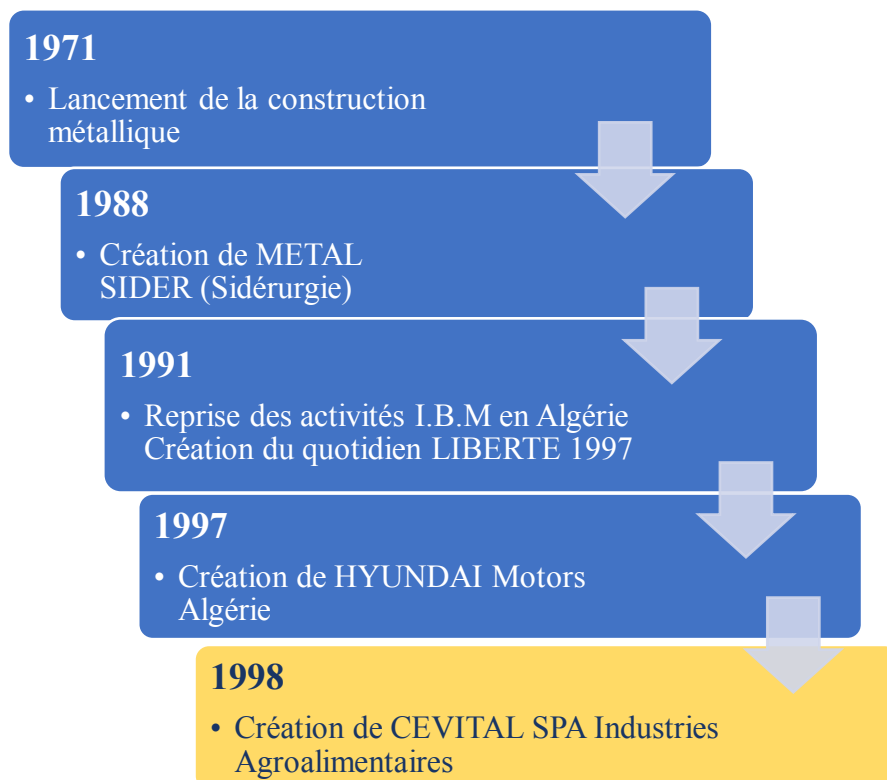 1971
• Lancement de la construction
métallique
1988
• Création de METAL
SIDER (Sidérurgie)
1991
• Reprise des activités I.B.M en Algérie
Création du quotidien LIBERTE 1997
1997
• Création de HYUNDAI Motors
Algérie
1998
• Création de CEVITAL SPA Industries
Agroalimentaires